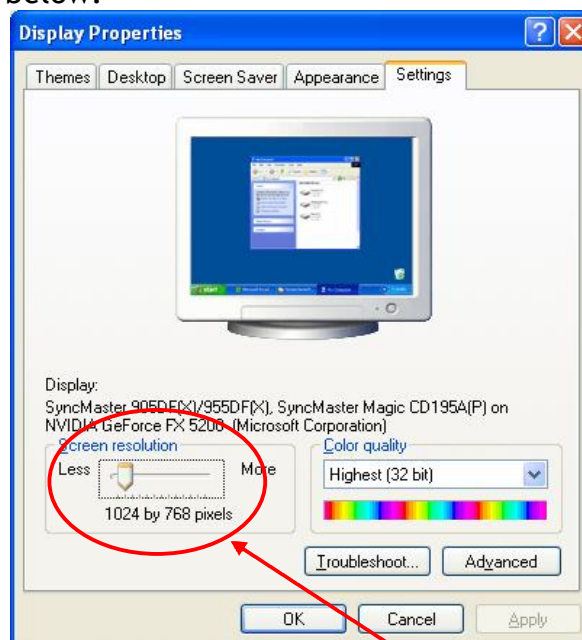 below:
Display Properties
Themes Desktop Screen Saver Appearance Settings
Display:
SyncMaster 905DF(X)/955DF(X), SyncMaster Magic CD195A(P) on
NVIDIA GeForce FX 5200 (Microsoft Corporation)
Screen resolution
Less More
1024 by 768 pixels
Color quality
Highest (32 bit)
Troubleshoot... Advanced
OK Cancel Apply